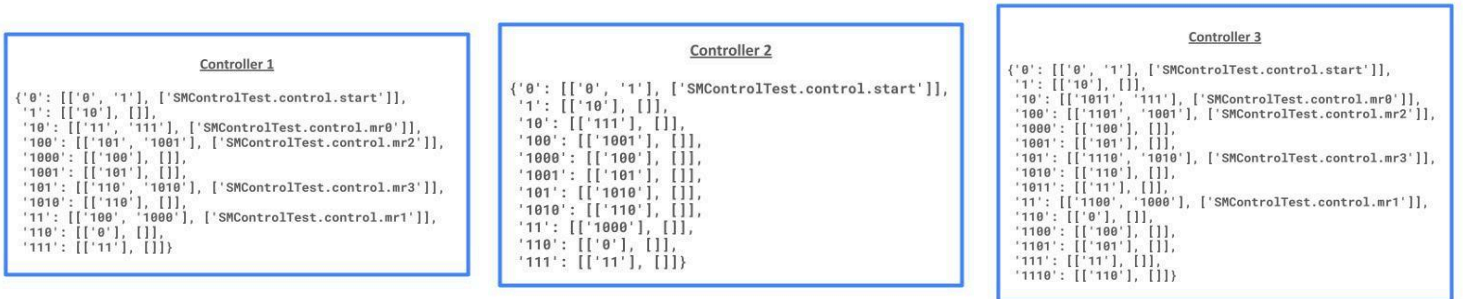 Controller 1
{'0': [['0', '1'], ['SMControlTest.control.start']],
'1': [['10'], []],
'10': [['11', '111'], ['SMControlTest.control.mr0']],
'100': [['101', '1001'], ['SMControlTest.control.mr2']],
'1000': [['100'], []],
'1001': [['101'], []],
'101': [['110', '1010'], ['SMControlTest.control.mr3']],
'1010': [['110'], []],
'11': [['100', '1000'], ['SMControlTest.control.mr1']],
'110': [['0'], []],
'111': [['11'], []]}
Controller 2
{'0': [['0', '1'], ['SMControlTest.control.start']],
'1': [['10'], []],
'10': [['111'], []],
'100': [['1001'], []],
'1000': [['100'], []],
'1001': [['101'], []],
'101': [['1010'], []],
'1010': [['110'], []],
'11': [['1000'], []],
'110': [['0'], []],
'111': [['11'], []]}
Controller 3
{'0': [['0', '1'], ['SMControlTest.control.start']],
'1': [['10'], []],
'10': [['1011', '111'], ['SMControlTest.control.mr0']],
'100': [['1101', '1001'], ['SMControlTest.control.mr2']],
'1000': [['100'], []],
'1001': [['101'], []],
'101': [['1110', '1010'], ['SMControlTest.control.mr3']],
'1010': [['110'], []],
'1011': [['11'], []],
'11': [['1100', '1000'], ['SMControlTest.control.mr1']],
'110': [['0'], []],
'1100': [['100'], []],
'1101': [['101'], []],
'111': [['11'], []],
'1110': [['110'], []]}